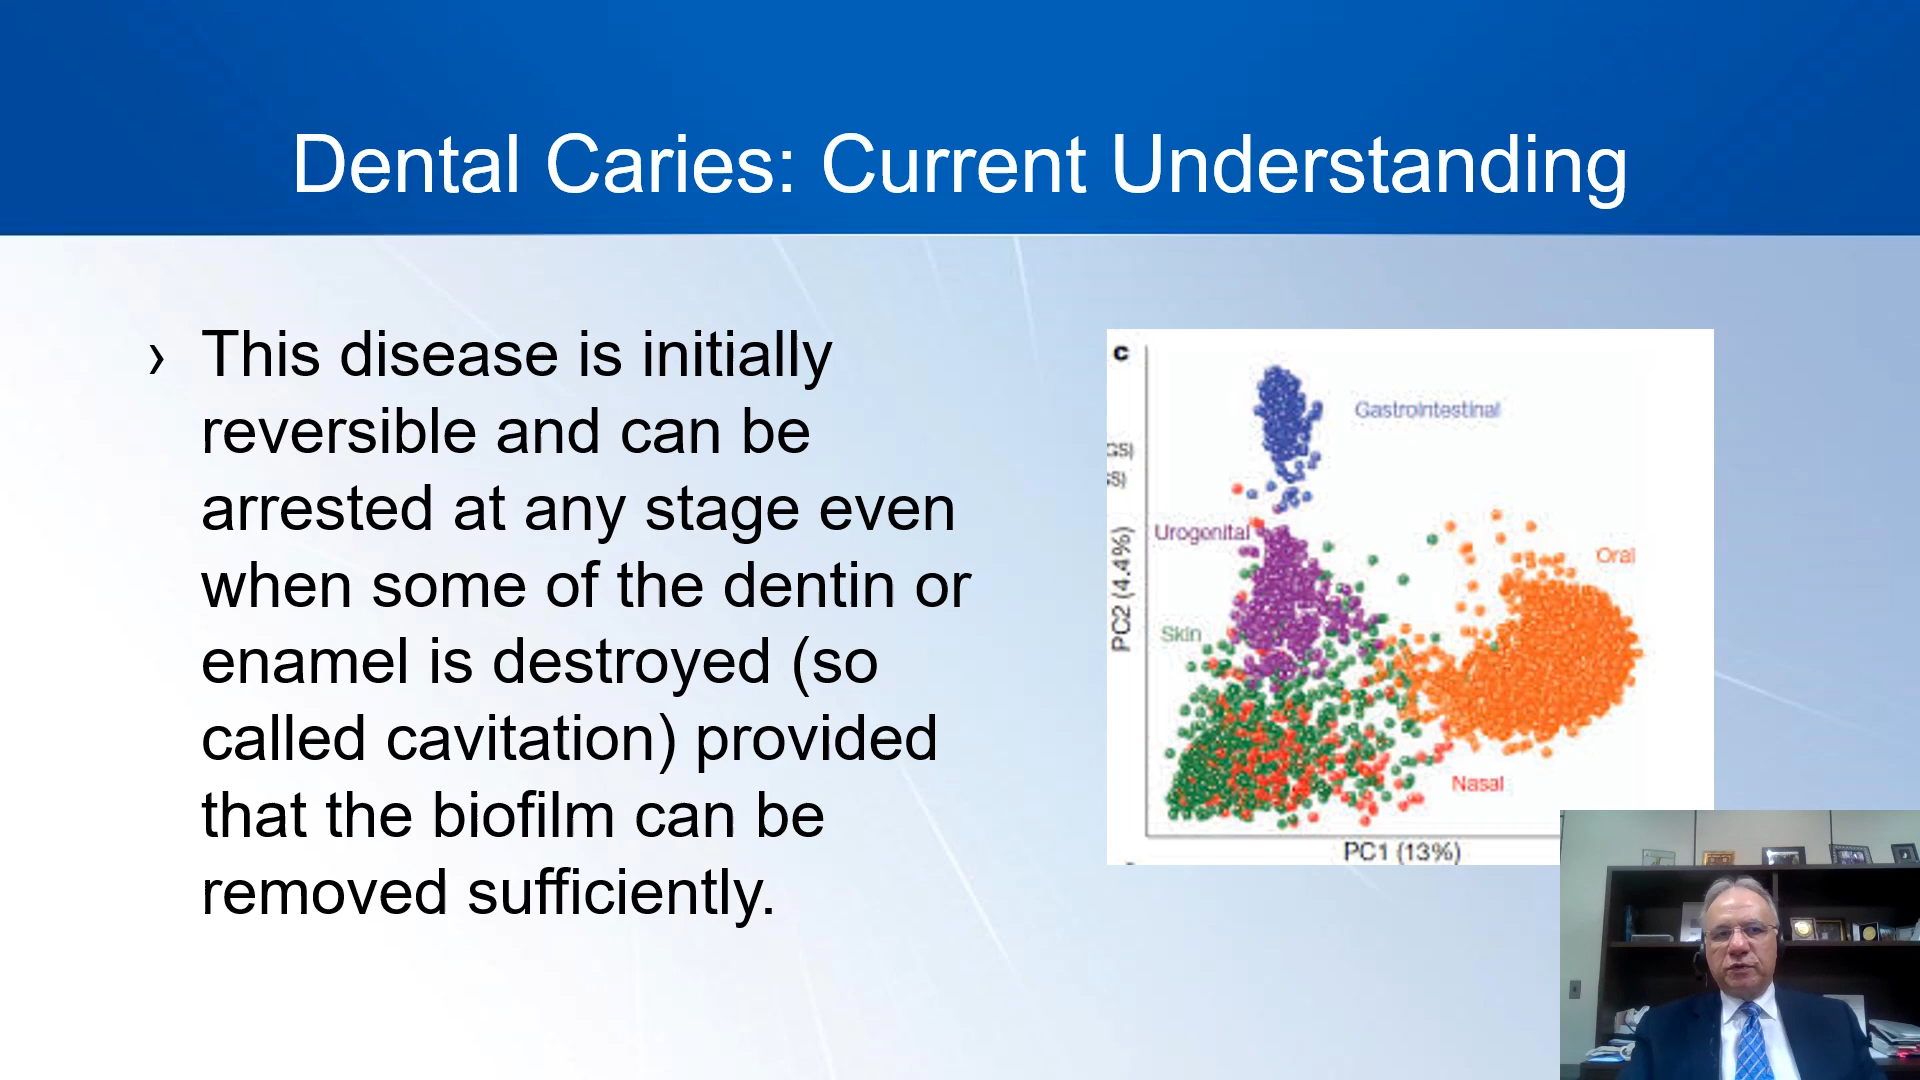 Dental Caries: Current Understanding
› This disease is initially
reversible and can be
arrested at any stage even
when some of the dentin or
enamel is destroyed (so
called cavitation) provided
that the biofilm can be
removed sufficiently.
c
Gastrointestinal
GS)
Urogenital
Oral
PC2 (4.4%)
Skin
Nasal
PC1 (13%)